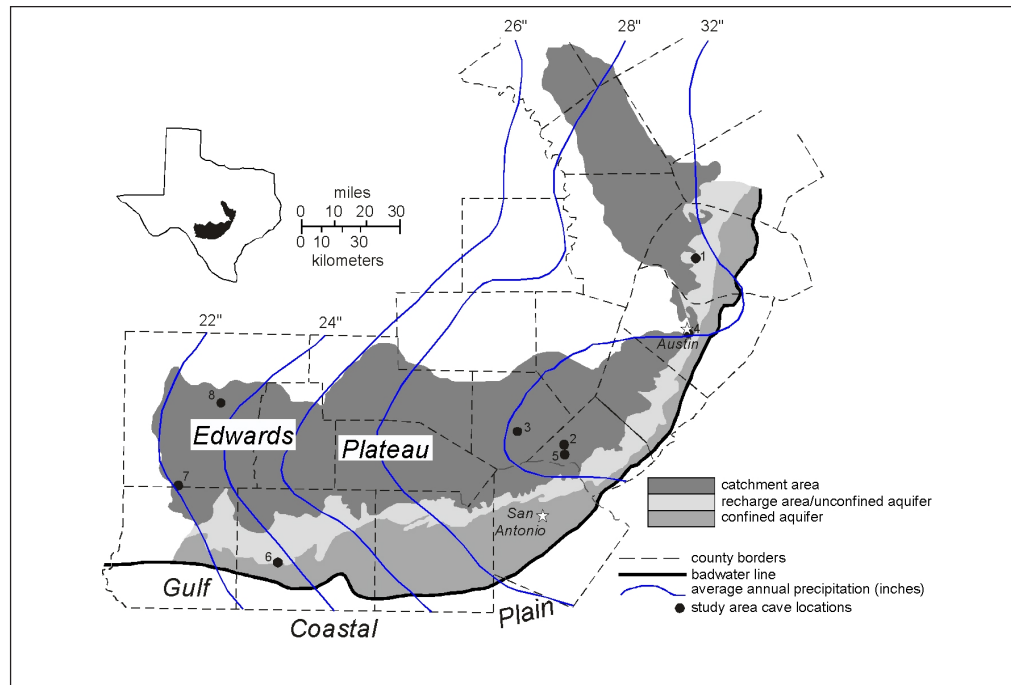 26"
28"
32"
miles
0 10 20 30
0 10 20 30
kilometers
1
22"
24"
4
Austin
8
3
2
Edwards
Plateau
5
7
San
Antonio
6
Gulf
Coastal
Plain
catchment area
recharge area/unconfined aquifer
confined aquifer
county borders
badwater line
average annual precipitation (inches)
study area cave locations